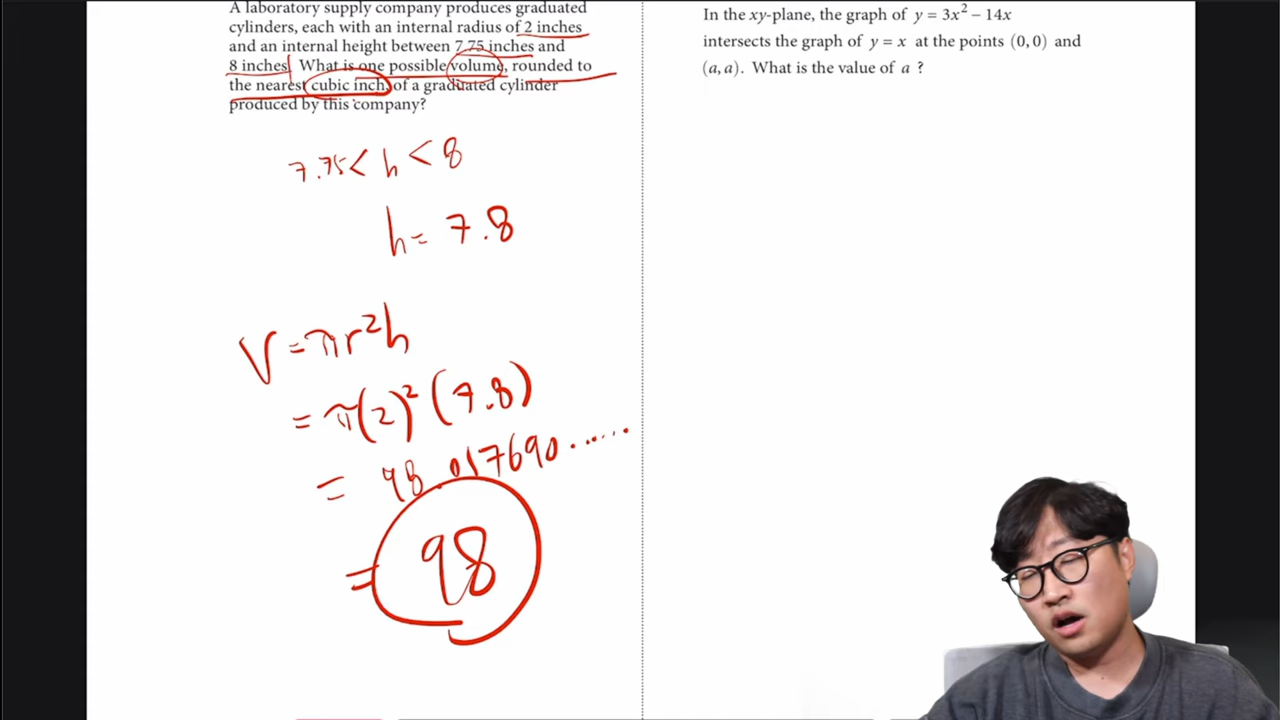 A laboratory supply company produces graduated
cylinders, each with an internal radius of 2 inches
and an internal height between 7.75 inches and
8 inches. What is one possible volume, rounded to
the nearest cubic inch, of a graduated cylinder
produced by this company?
7.75 < h < 8
h = 7.8
V = πr²h
= π(2)²(7.8)
= 98.017690......
= 98
In the xy-plane, the graph of y = 3x² – 14x
intersects the graph of y = x at the points (0,0) and
(a,a). What is the value of a ?